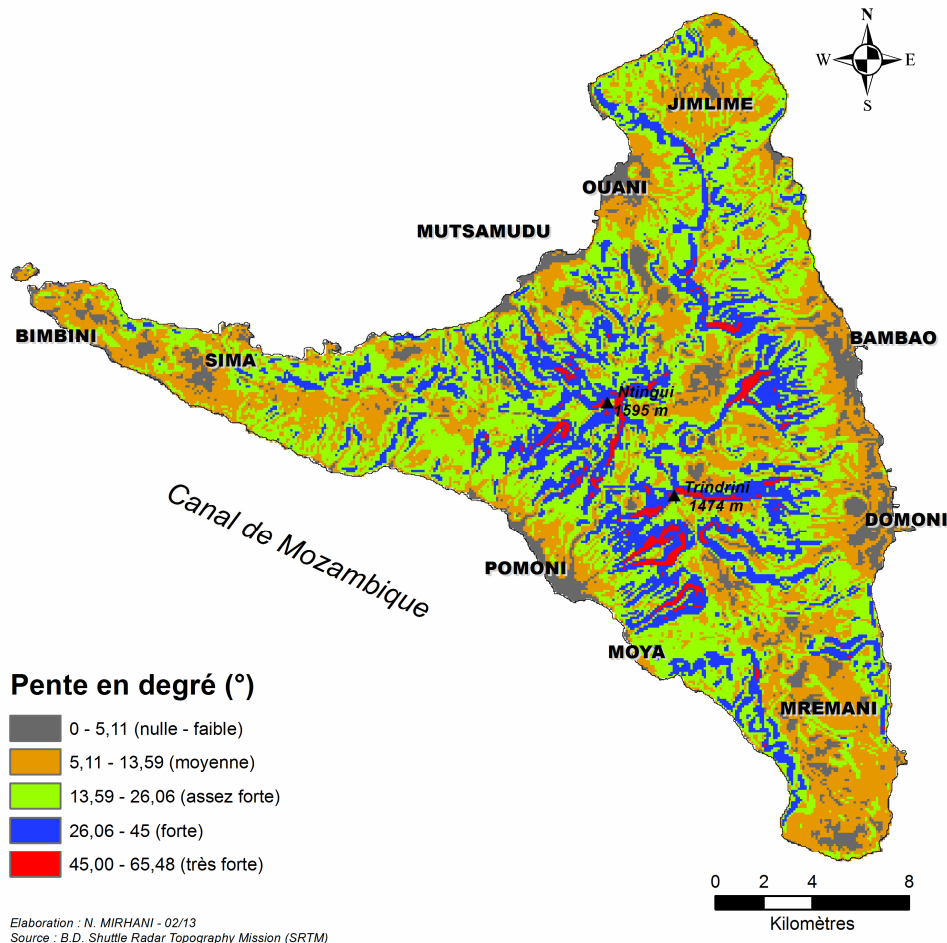 N
W
E
S
JIMLIME
OUANI
MUTSAMUDU
BIMBINI
SIMA
BAMBAO
Ntingui
1595 m
Trindrini
1474 m
DOMONI
Canal de Mozambique
POMONI
MOYA
MREMANI
Pente en degré (°)
0 - 5,11 (nulle - faible)
5,11 - 13,59 (moyenne)
13,59 - 26,06 (assez forte)
26,06 - 45 (forte)
45,00 - 65,48 (très forte)
0 2 4 8
Kilomètres
Elaboration : N. MIRHANI - 02/13
Source : B.D. Shuttle Radar Topography Mission (SRTM)